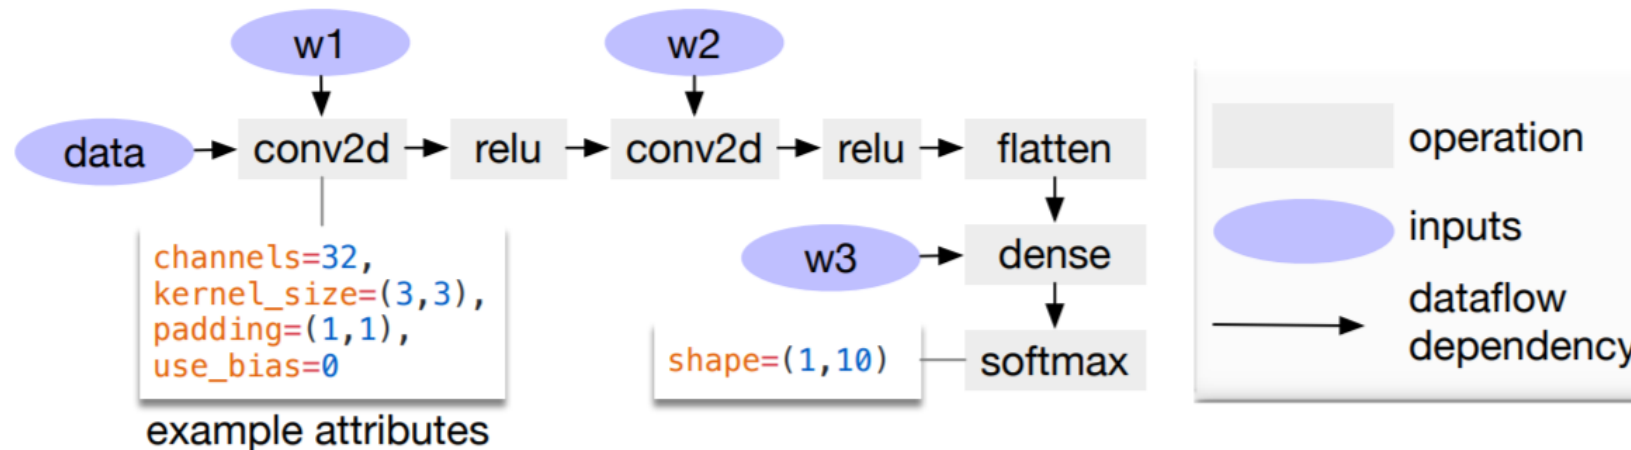 w1
w2
data
conv2d
relu
conv2d
relu
flatten
w3
dense
softmax
channels=32,
kernel_size=(3,3),
padding=(1,1),
use_bias=0
example attributes
shape=(1,10)
operation
inputs
dataflow
dependency